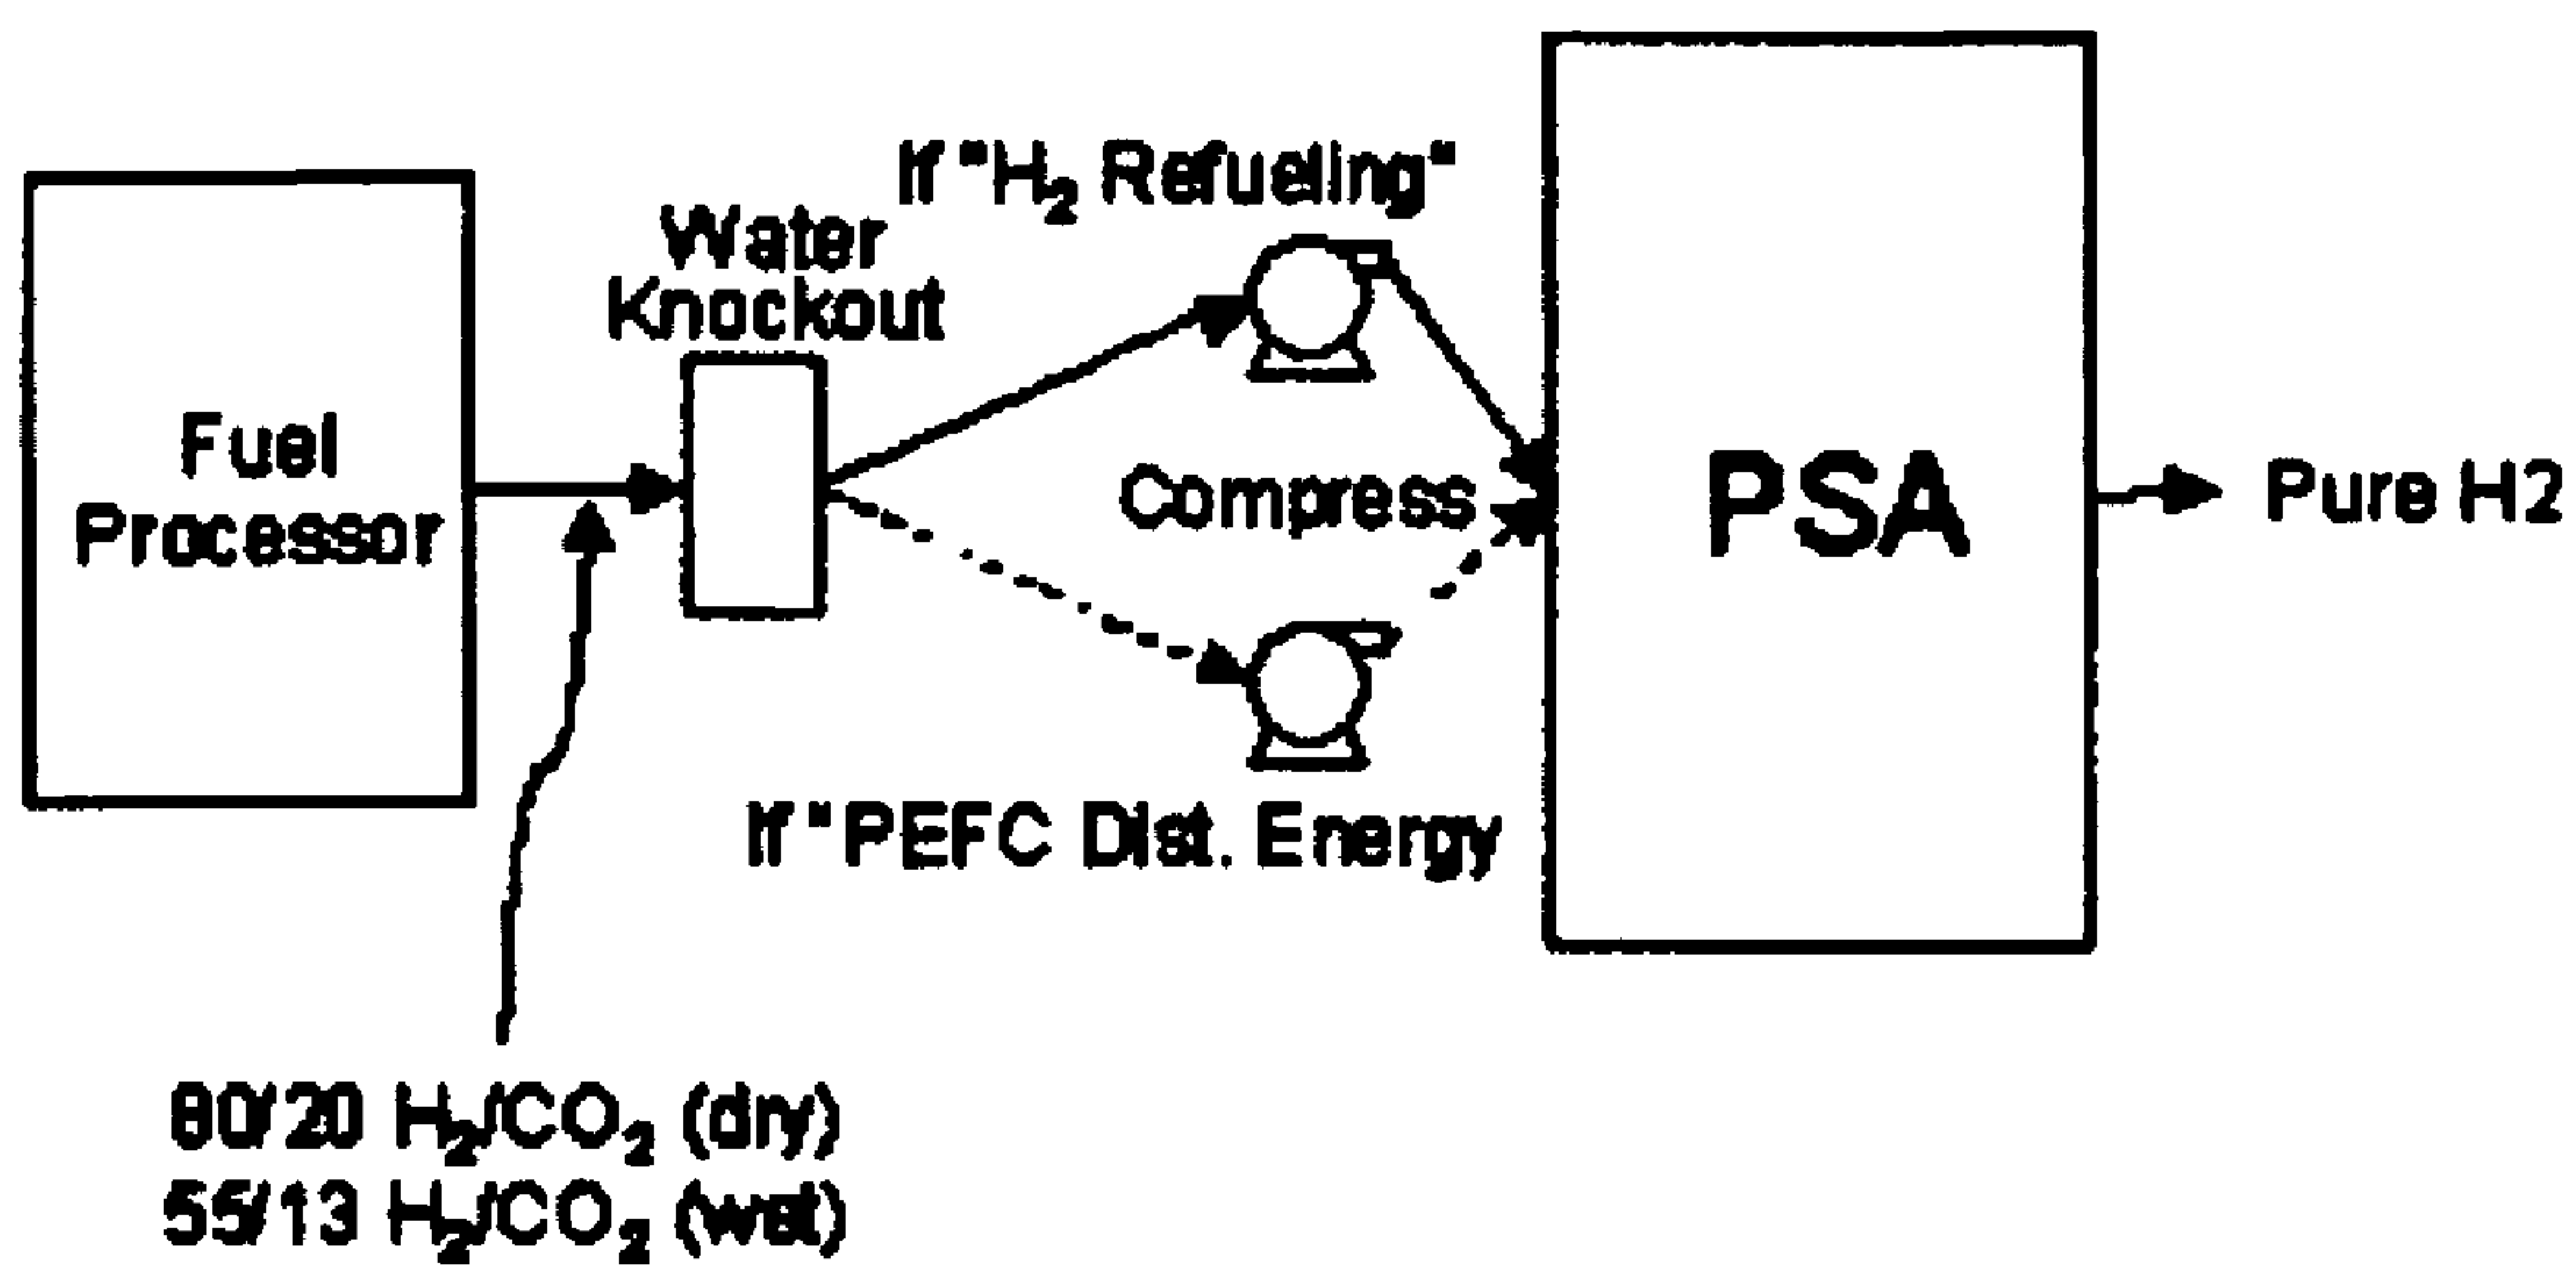 Fuel
Processor
Water
Knockout
If "H₂ Refueling"
Compress
If "PEFC Dist. Energy
PSA
Pure H2
80/20 H₂/CO₂ (dry)
55/13 H₂/CO₂ (wet)